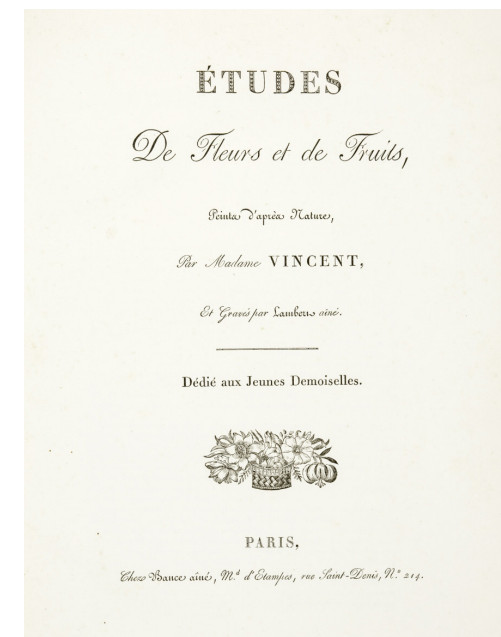 ÉTUDES
De Fleurs et de Fruits,
Peints d'après Nature,
Par Madame VINCENT,
Et Gravés par Lambert aîné.
Dédié aux Jeunes Demoiselles.
PARIS,
Chez Bance aîné, M.d d'Estampes, rue Saint-Denis, N.o 214.